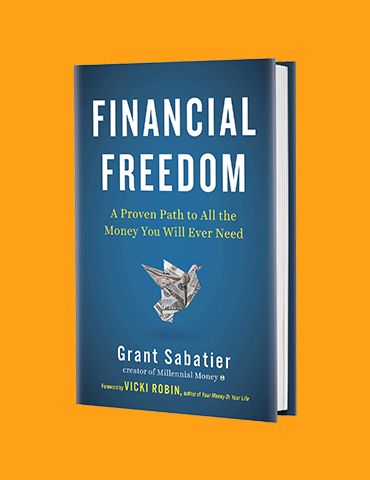 FINANCIAL
FREEDOM
A Proven Path to All the
Money You Will Ever Need
Grant Sabatier
creator of Millennial Money
Foreword by VICKI ROBIN, author of Your Money Or Your Life